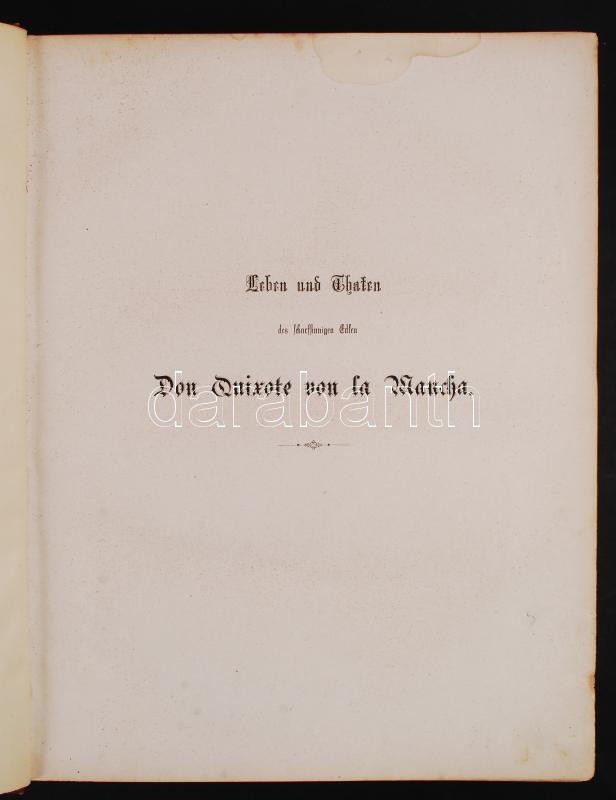 Leben und Thaten
des scharfsinnigen Edlen
Don Quixote von la Mancha.
darabanth